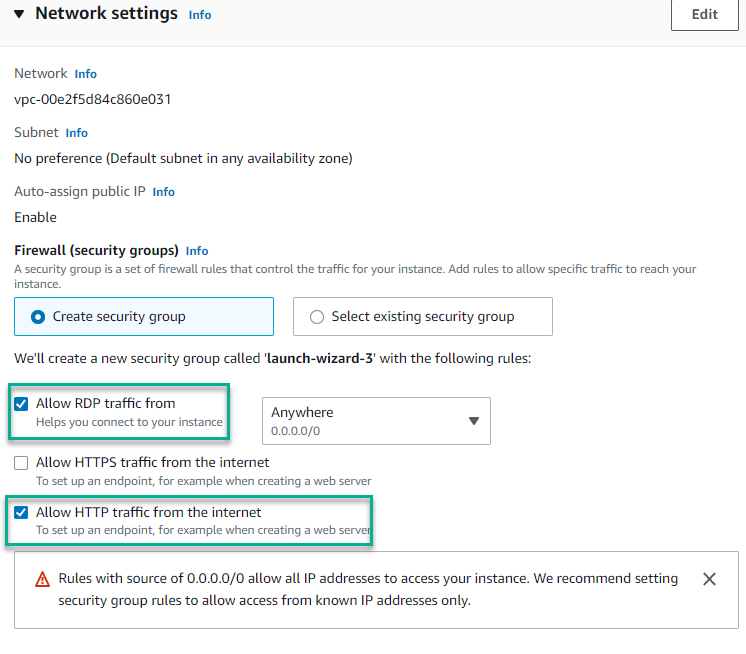 Network settings Info
Edit
Network Info
vpc-00e2f5d84c860e031
Subnet Info
No preference (Default subnet in any availability zone)
Auto-assign public IP Info
Enable
Firewall (security groups) Info
A security group is a set of firewall rules that control the traffic for your instance. Add rules to allow specific traffic to reach your
instance.
Create security group
Select existing security group
We'll create a new security group called 'launch-wizard-3' with the following rules:
Allow RDP traffic from
Helps you connect to your instance
Anywhere
0.0.0.0/0
Allow HTTPS traffic from the internet
To set up an endpoint, for example when creating a web server
Allow HTTP traffic from the internet
To set up an endpoint, for example when creating a web server
Rules with source of 0.0.0.0/0 allow all IP addresses to access your instance. We recommend setting
security group rules to allow access from known IP addresses only.